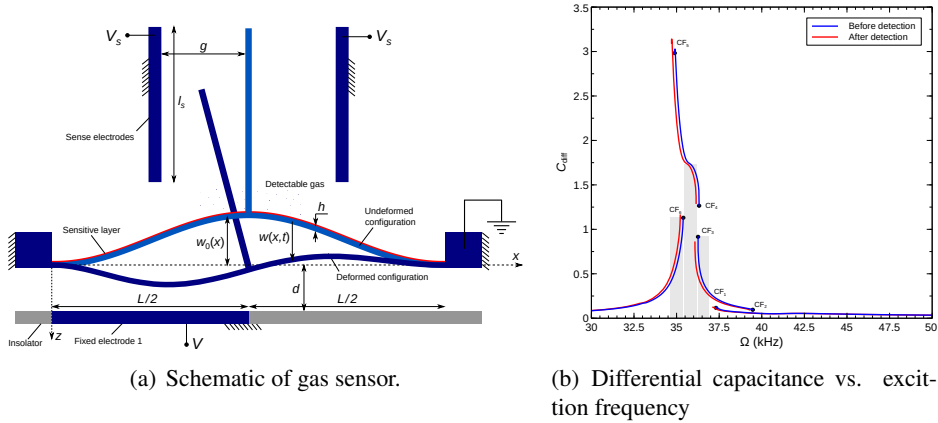 V_s
g
V_s
l_s
Sense electrodes
Detectable gas
h
Sensitive layer
Undeformed
configuration
w_0(x)
w(x,t)
x
Deformed configuration
d
L/2
L/2
Insolator
z
Fixed electrode 1
V
(a) Schematic of gas sensor.
3.5
3
2.5
2
1.5
1
0.5
0
C_diff
Before detection
After detection
CF_5
CF_4
CF_3
CF_1
CF_2
30
32.5
35
37.5
40
42.5
45
47.5
50
Ω (kHz)
(b) Differential capacitance vs. exci-
tion frequency